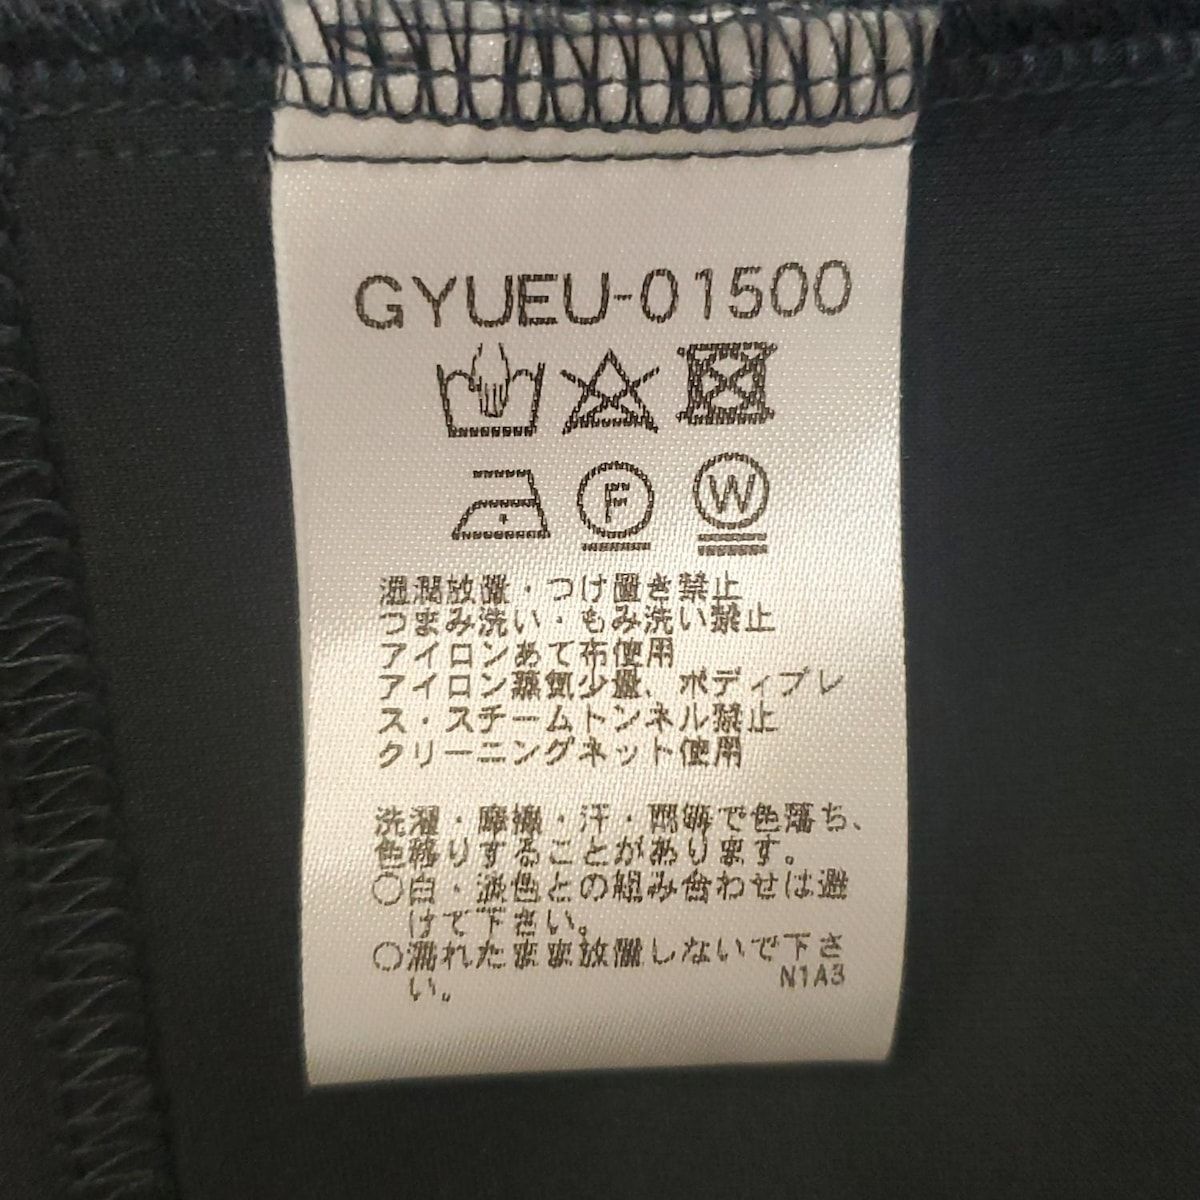 GYUEU-01500
F
W
湿潤放置・つけ置き禁止
つまみ洗い・もみ洗い禁止
アイロンあて布使用
アイロン蒸気少量、ボディプレ
ス・スチームトンネル禁止
クリーニングネット使用
洗濯・摩擦・汗・雨等で色落ち、
色移りすることがあります。
○白・淡色との組み合わせは避
けて下さい。
○濡れたまま放置しないで下さ
い。
N1A3